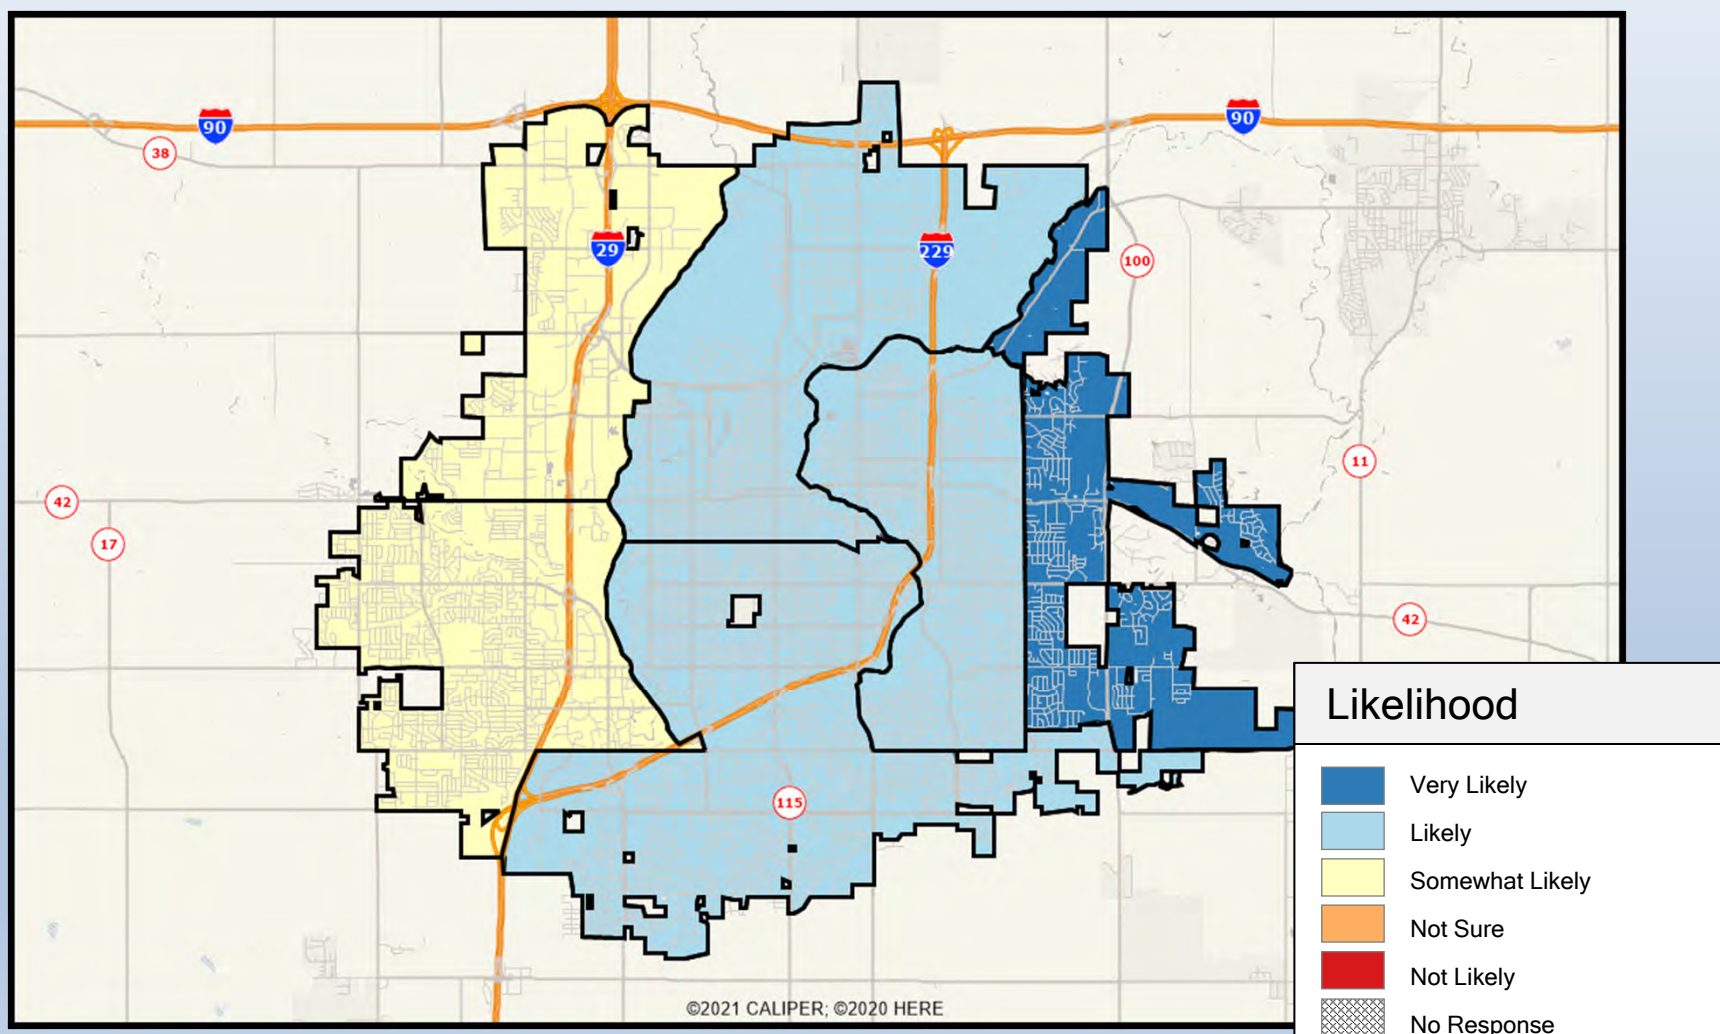 90
90
38
29
229
100
11
42
17
42
Likelihood
Very Likely
Likely
115
Somewhat Likely
Not Sure
Not Likely
©2021 CALIPER; ©2020 HERE
No Response